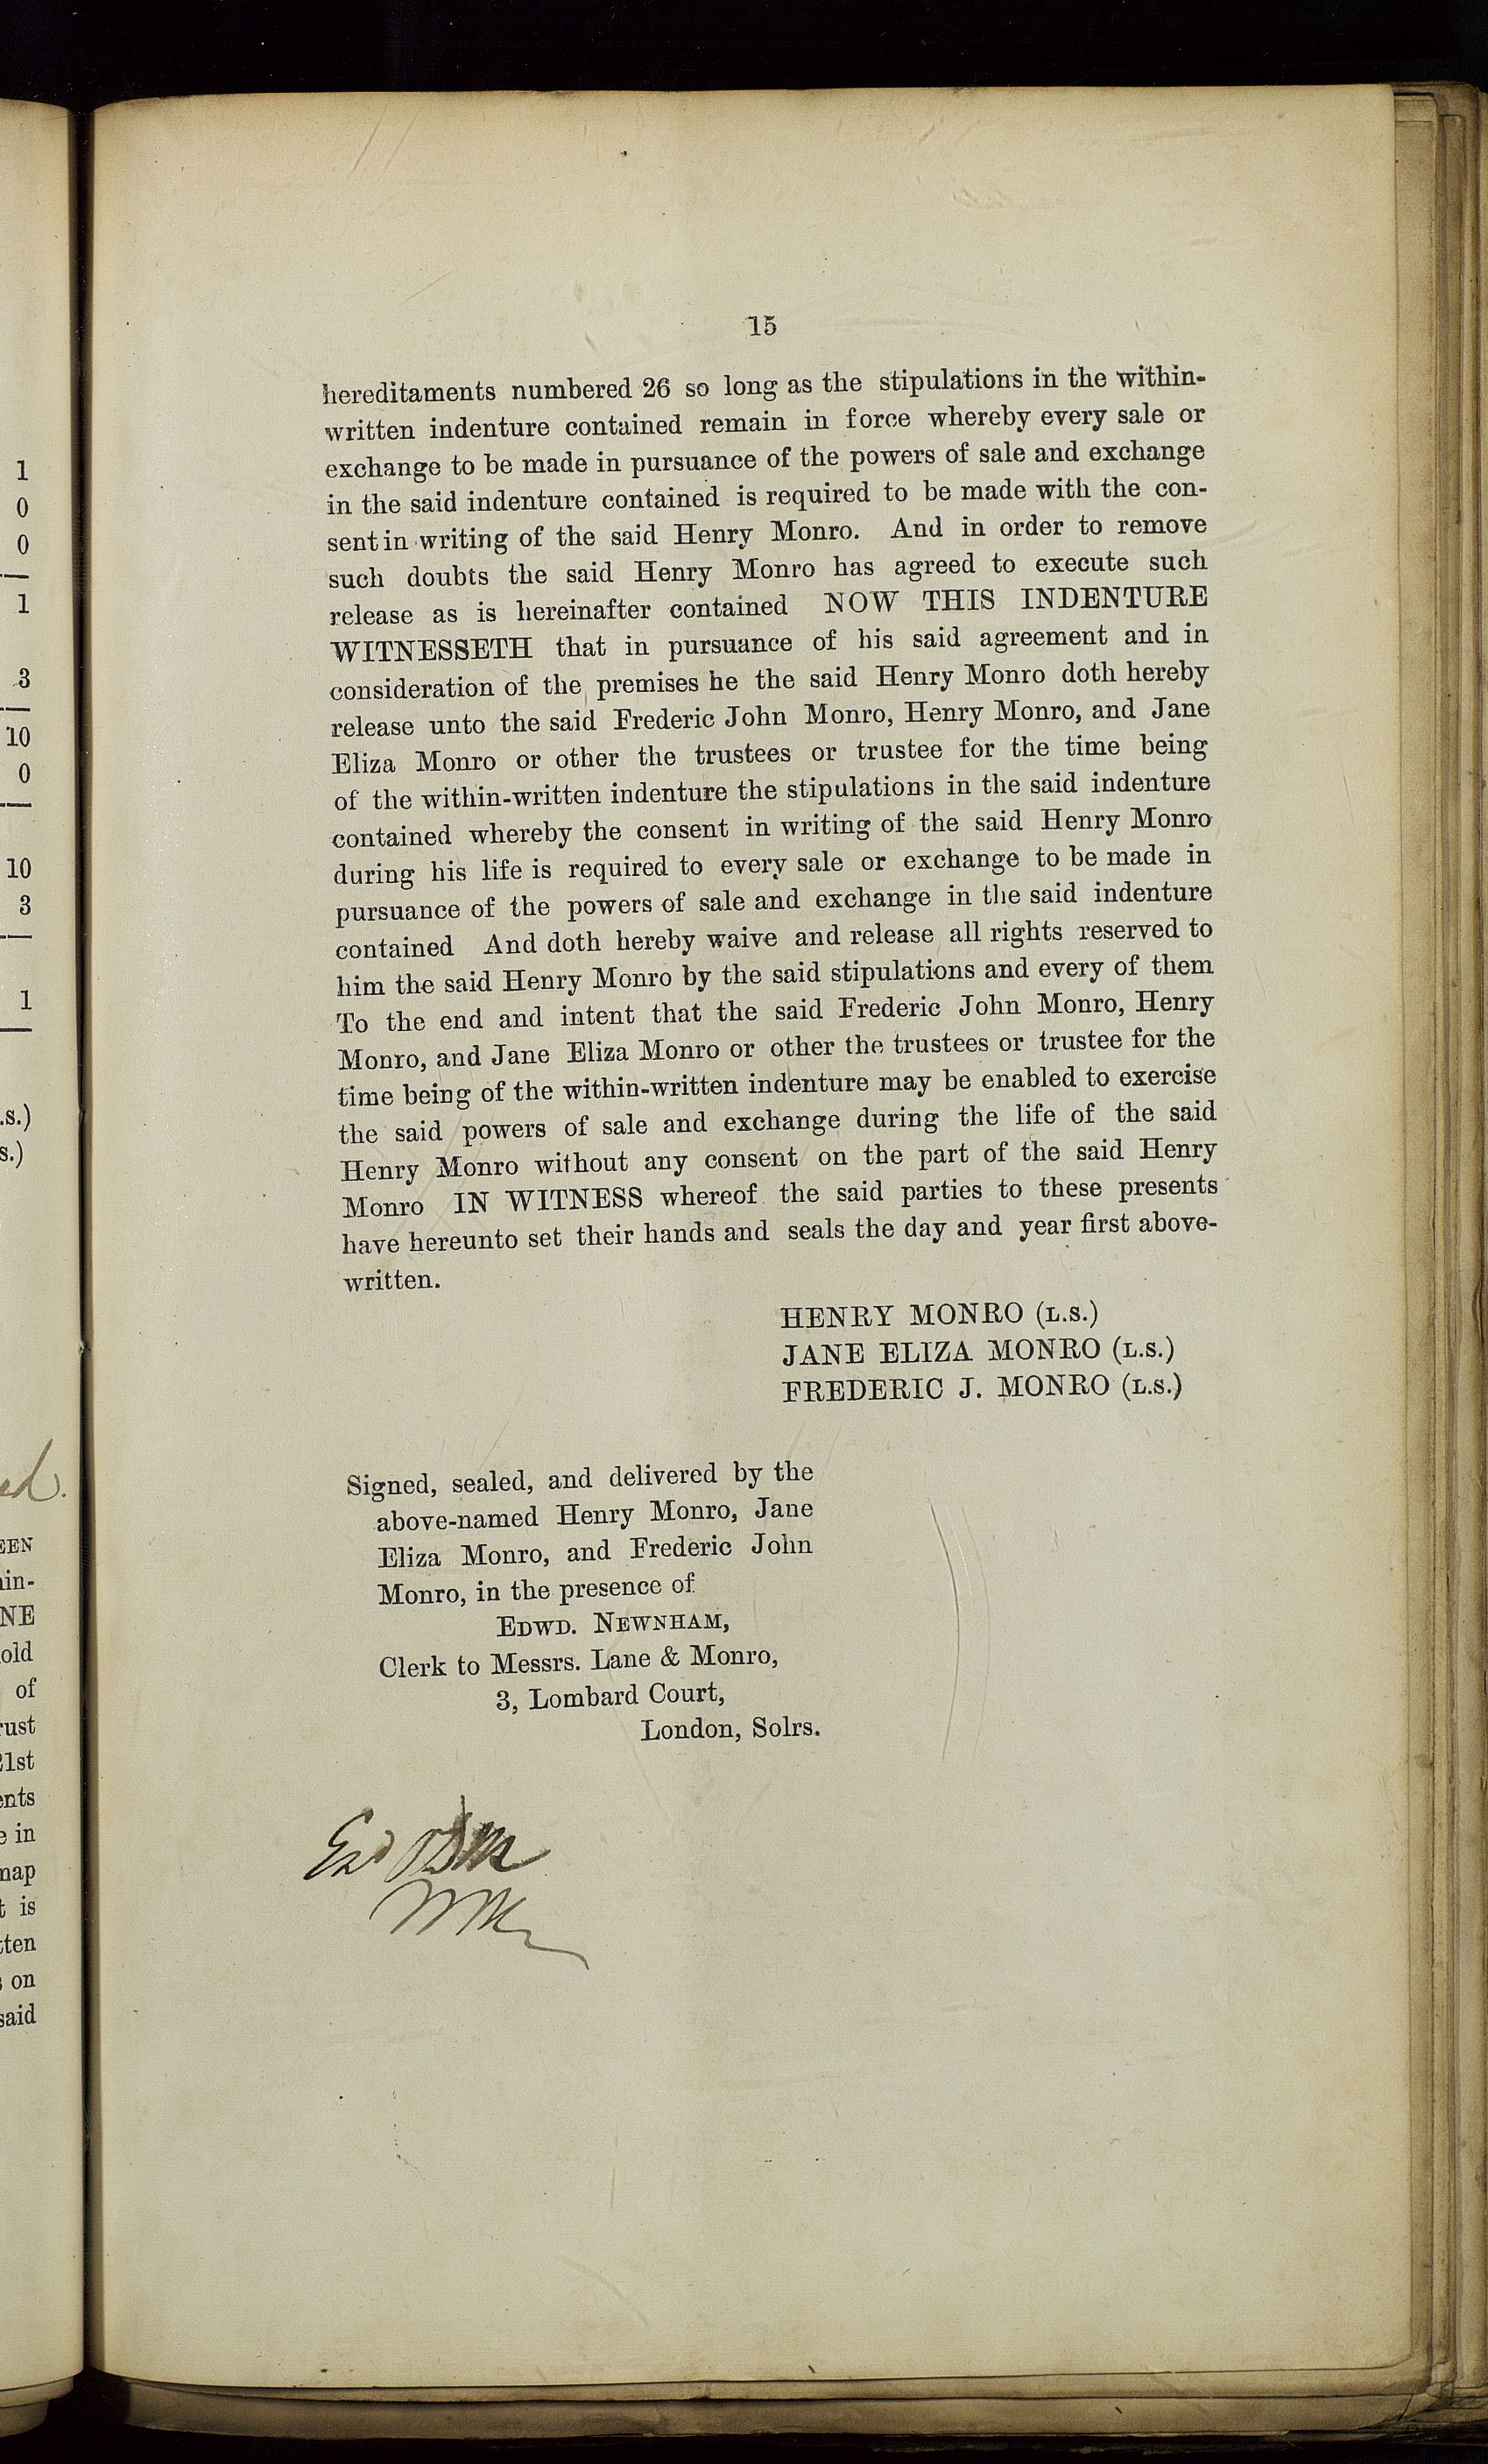 15
hereditaments numbered 26 so long as the stipulations in the within-
written indenture contained remain in force whereby every sale or
exchange to be made in pursuance of the powers of sale and exchange
in the said indenture contained is required to be made with the con-
sent in writing of the said Henry Monro. And in order to remove
such doubts the said Henry Monro has agreed to execute such
release as is hereinafter contained NOW THIS INDENTURE
WITNESSETH that in pursuance of his said agreement and in
consideration of the premises he the said Henry Monro doth hereby
release unto the said Frederic John Monro, Henry Monro, and Jane
Eliza Monro or other the trustees or trustee for the time being
of the within-written indenture the stipulations in the said indenture
contained whereby the consent in writing of the said Henry Monro
during his life is required to every sale or exchange to be made in
pursuance of the powers of sale and exchange in the said indenture
contained And doth hereby waive and release all rights reserved to
him the said Henry Monro by the said stipulations and every of them
To the end and intent that the said Frederic John Monro, Henry
Monro, and Jane Eliza Monro or other the trustees or trustee for the
time being of the within-written indenture may be enabled to exercise
the said powers of sale and exchange during the life of the said
Henry Monro without any consent on the part of the said Henry
Monro IN WITNESS whereof the said parties to these presents
have hereunto set their hands and seals the day and year first above-
written.
HENRY MONRO (L.S.)
JANE ELIZA MONRO (L.S.)
FREDERIC J. MONRO (L.S.)
Signed, sealed, and delivered by the
above-named Henry Monro, Jane
Eliza Monro, and Frederic John
Monro, in the presence of
EDWD. NEWNHAM,
Clerk to Messrs. Lane & Monro,
3, Lombard Court,
London, Solrs.